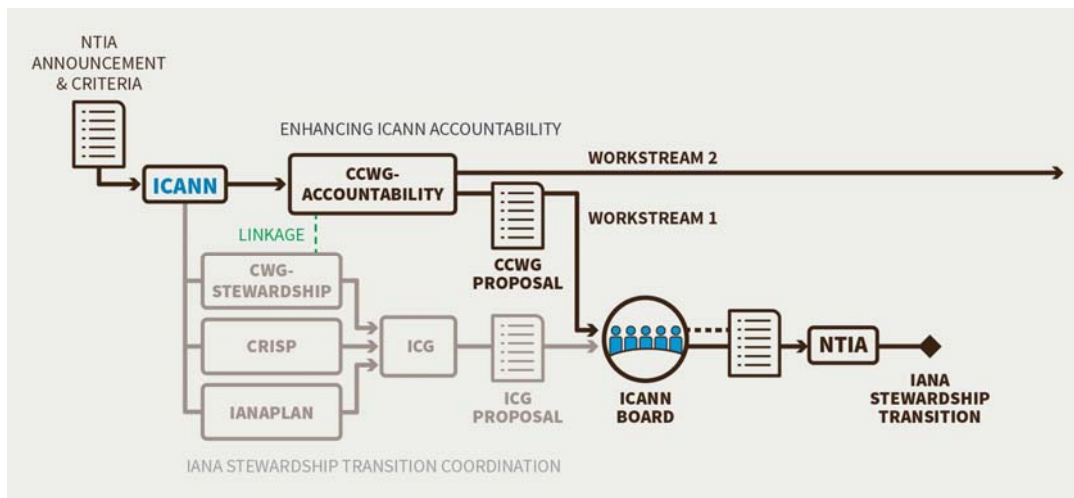 NTIA
ANNOUNCEMENT
& CRITERIA
ENHANCING ICANN ACCOUNTABILITY
ICANN
CCWG-
ACCOUNTABILITY
WORKSTREAM 2
WORKSTREAM 1
LINKAGE
CCWG
PROPOSAL
CWG-
STEWARDSHIP
CRISP
IANAPLAN
ICG
ICG
PROPOSAL
ICANN
BOARD
NTIA
IANA
STEWARDSHIP
TRANSITION
IANA STEWARDSHIP TRANSITION COORDINATION